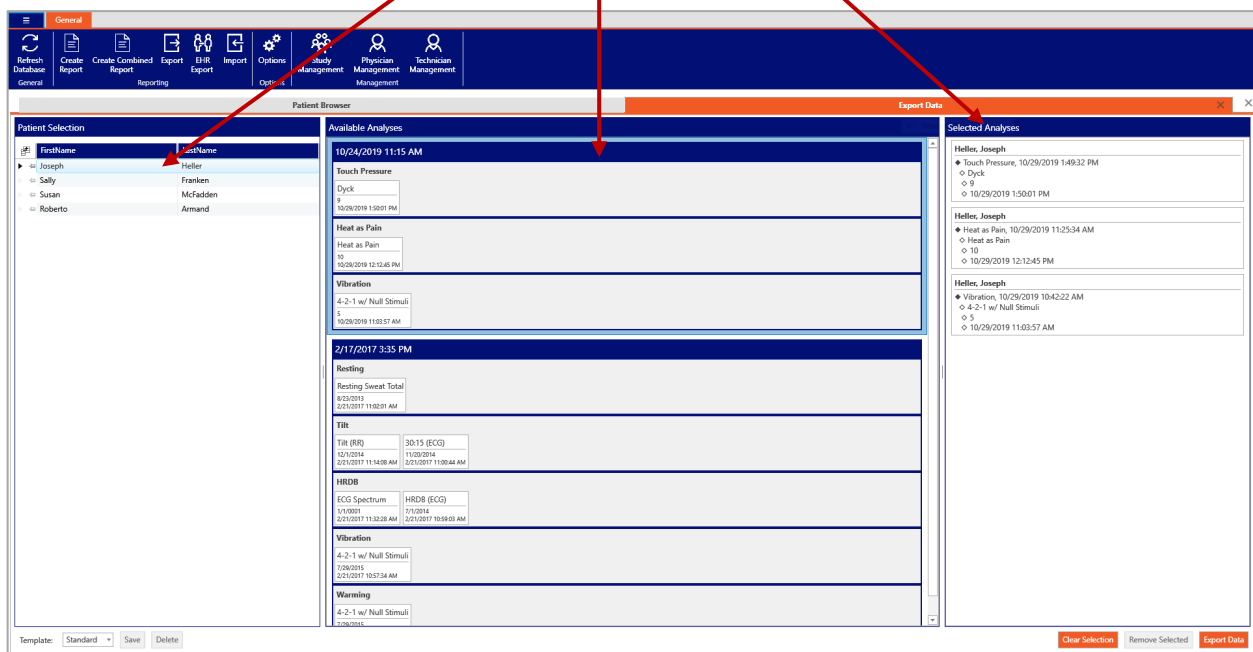 General
Refresh Database
Create Report
Create Combined Report
Export
EHR Export
Import
Options
Study Management
Physician Management
Technician Management
General
Reporting
Options
Management
Patient Browser
Export Data
Patient Selection
FirstName LastName
Joseph Heller
Sally Franken
Susan McFadden
Roberto Armand
Available Analyses
10/24/2019 11:15 AM
Touch Pressure
Dyck
9
10/29/2019 1:50:01 PM
Heat as Pain
Heat as Pain
10
10/29/2019 12:12:45 PM
Vibration
4-2-1 w/ Null Stimuli
5
10/29/2019 11:03:57 AM
2/17/2017 3:35 PM
Resting
Resting Sweat Total
8/23/2013
2/21/2017 11:02:01 AM
Tilt
Tilt (RR) 30:15 (ECG)
12/1/2014 11/20/2014
2/21/2017 11:14:08 AM 2/21/2017 11:00:44 AM
HRDB
ECG Spectrum HRDB (ECG)
1/1/0001 7/1/2014
2/21/2017 11:32:28 AM 2/21/2017 10:59:03 AM
Vibration
4-2-1 w/ Null Stimuli
7/29/2015
2/21/2017 10:57:34 AM
Warming
4-2-1 w/ Null Stimuli
7/29/2015
Selected Analyses
Heller, Joseph
Touch Pressure, 10/29/2019 1:49:32 PM
Dyck
9
10/29/2019 1:50:01 PM
Heller, Joseph
Heat as Pain, 10/29/2019 11:25:34 AM
Heat as Pain
10
10/29/2019 12:12:45 PM
Heller, Joseph
Vibration, 10/29/2019 10:42:22 AM
4-2-1 w/ Null Stimuli
5
10/29/2019 11:03:57 AM
Template: Standard Save Delete
Clear Selection Remove Selected Export Data